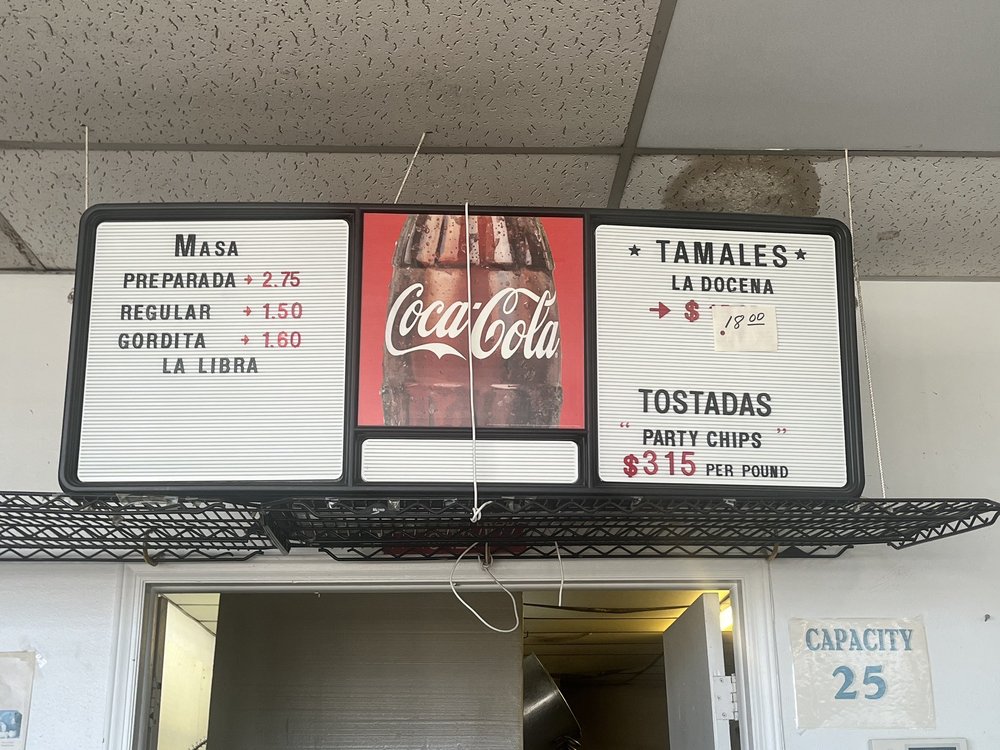 MASA
PREPARADA → 2.75
REGULAR → 1.50
GORDITA → 1.60
LA LIBRA
Coca-Cola
★ TAMALES ★
LA DOCENA
→ $ .18 00
TOSTADAS
“ PARTY CHIPS ”
$315 PER POUND
CAPACITY
25